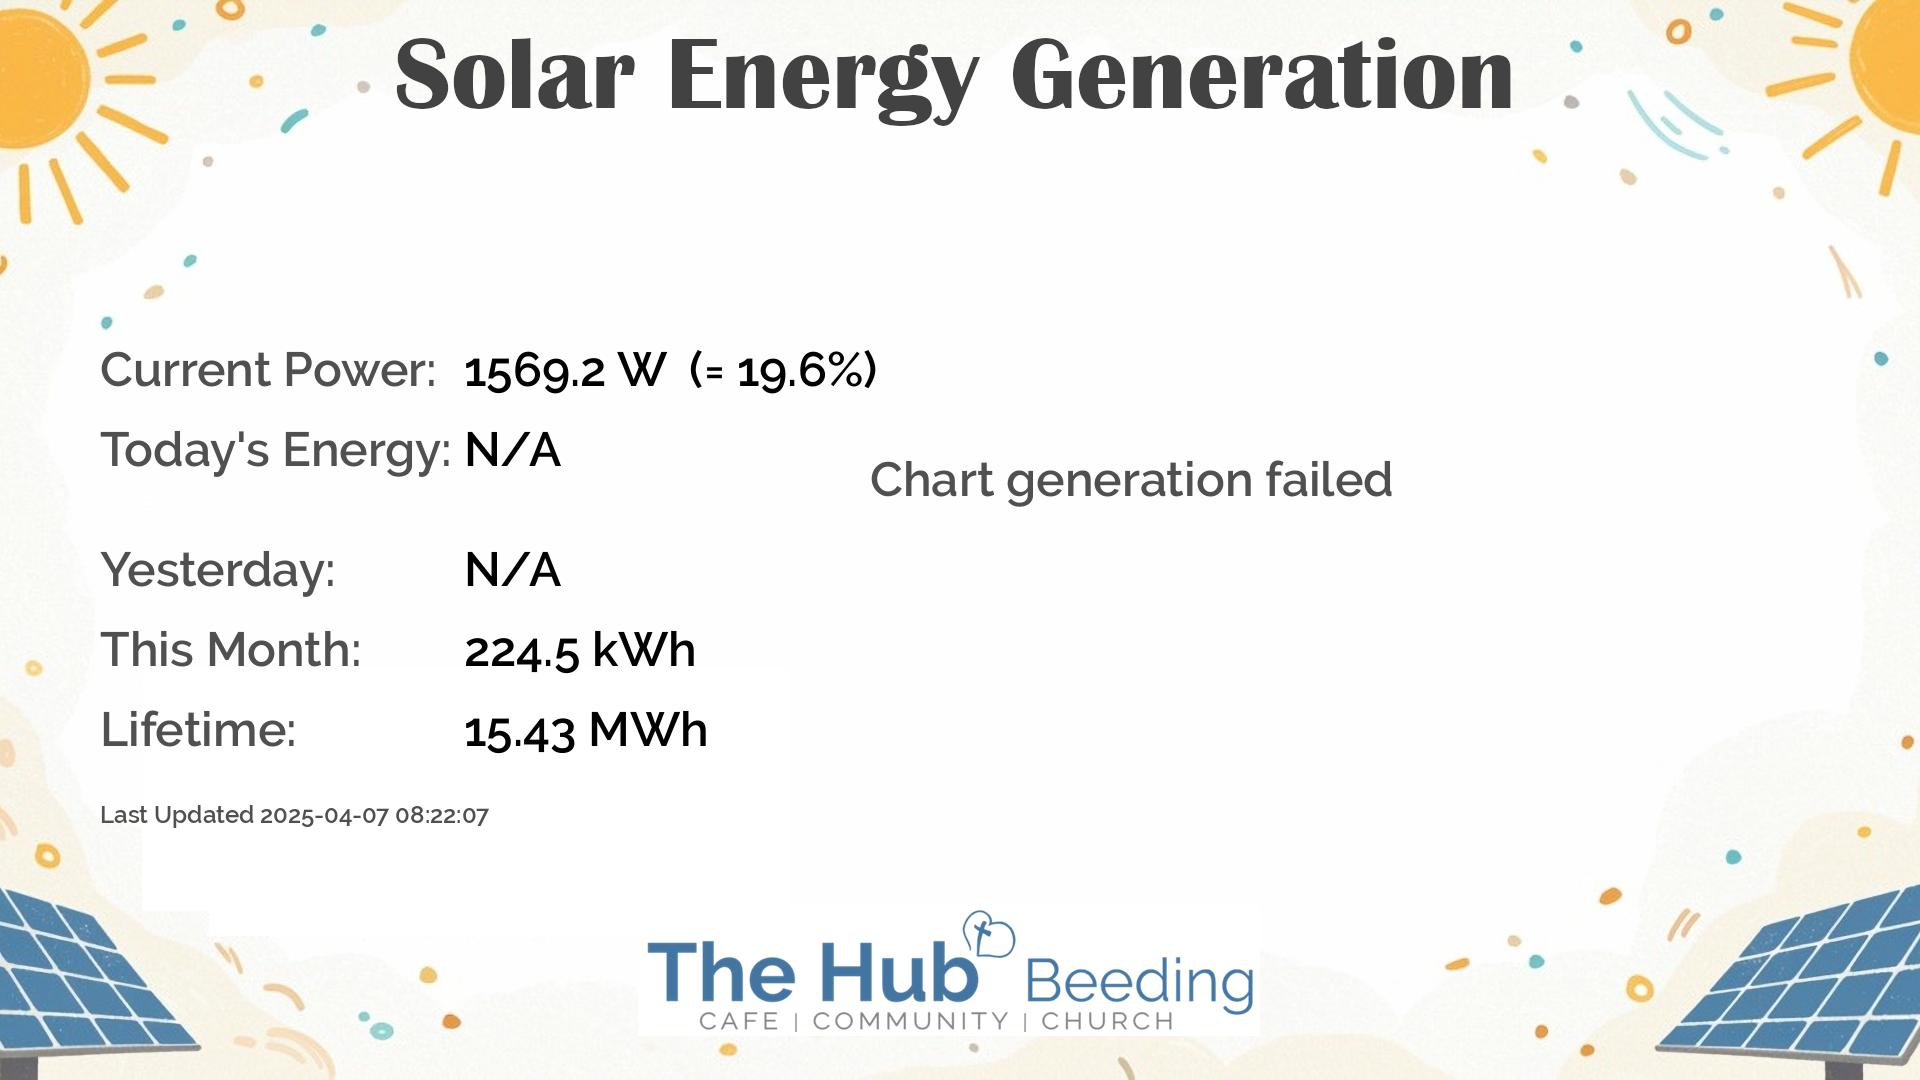 Solar Energy Generation
Current Power: 1569.2 W (= 19.6%)
Today's Energy: N/A
Chart generation failed
Yesterday: N/A
This Month: 224.5 kWh
Lifetime: 15.43 MWh
Last Updated 2025-04-07 08:22:07
The Hub Beeding
CAFE | COMMUNITY | CHURCH